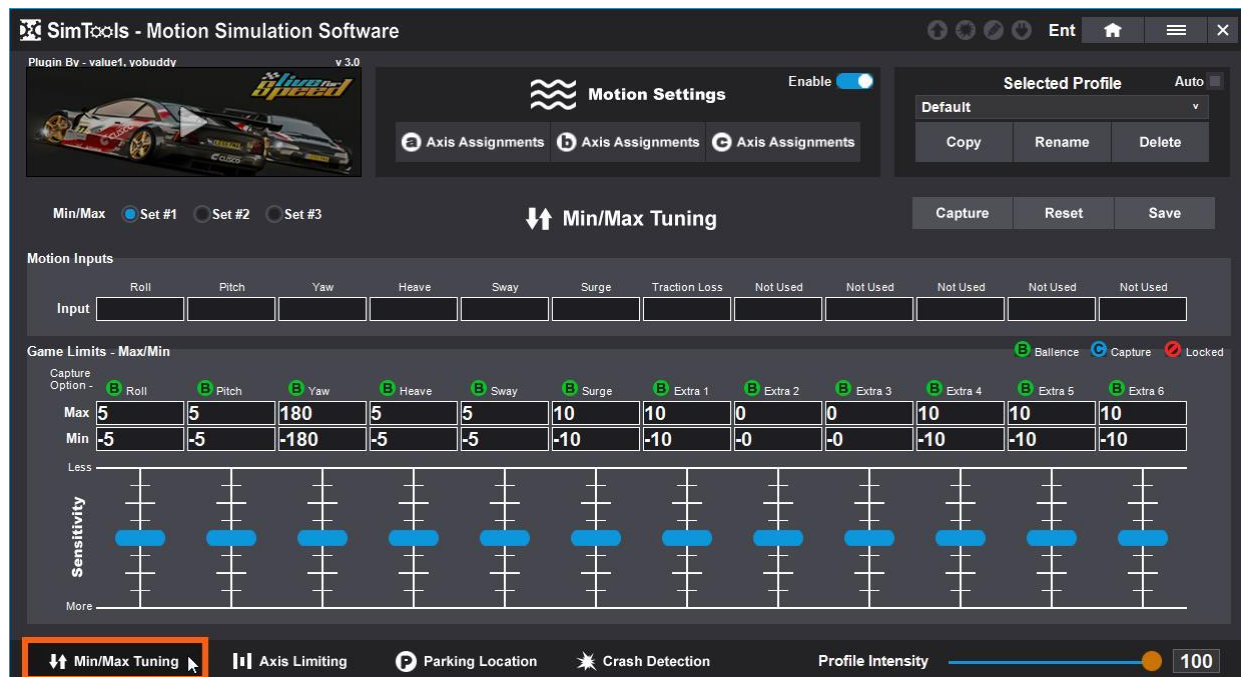 SimTools - Motion Simulation Software
Ent
Plugin By - value1, yobuddy
v 3.0
live for Speed
CUSCO
Motion Settings
Enable
a Axis Assignments
b Axis Assignments
c Axis Assignments
Selected Profile
Auto
Default
v
Copy
Rename
Delete
Min/Max
Set #1
Set #2
Set #3
Min/Max Tuning
Capture
Reset
Save
Motion Inputs
Roll Pitch Yaw Heave Sway Surge Traction Loss Not Used Not Used Not Used Not Used Not Used
Input
Game Limits - Max/Min
B Ballence C Capture Locked
Capture
Option - B Roll B Pitch B Yaw B Heave B Sway B Surge B Extra 1 B Extra 2 B Extra 3 B Extra 4 B Extra 5 B Extra 6
Max 5 5 180 5 5 10 10 0 0 10 10 10
Min -5 -5 -180 -5 -5 -10 -10 -0 -0 -10 -10 -10
Less
Sensitivity
More
Min/Max Tuning
Axis Limiting
P Parking Location
Crash Detection
Profile Intensity
100